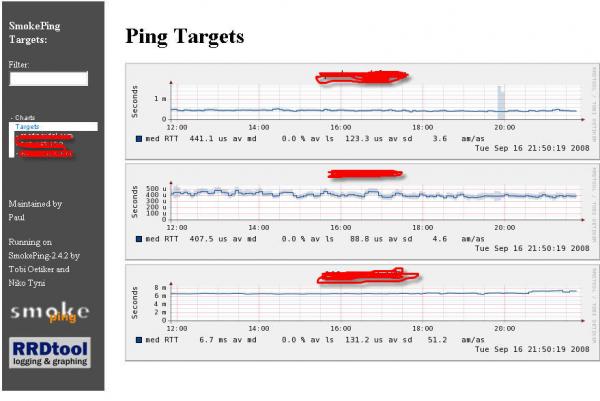 SmokePing
Targets:
Filter:
- Charts
Targets
Maintained by
Paul
Running on
SmokePing-2.4.2 by
Tobi Oetiker and
Niko Tyni
smoke
ping
RRDtool
logging & graphing
Ping Targets
Seconds
1 m
0
12:00 14:00 16:00 18:00 20:00
med RTT 441.1 us av md 0.0 % av ls 123.3 us av sd 3.6 am/as
Tue Sep 16 21:50:19 2008
RRDTOOL / TOBI OETIKER
Seconds
500 u
400 u
300 u
200 u
100 u
0
12:00 14:00 16:00 18:00 20:00
med RTT 407.5 us av md 0.0 % av ls 88.8 us av sd 4.6 am/as
Tue Sep 16 21:50:19 2008
RRDTOOL / TOBI OETIKER
Seconds
8 m
6 m
4 m
2 m
0
12:00 14:00 16:00 18:00 20:00
med RTT 6.7 ms av md 0.0 % av ls 131.2 us av sd 51.2 am/as
Tue Sep 16 21:50:19 2008
RRDTOOL / TOBI OETIKER